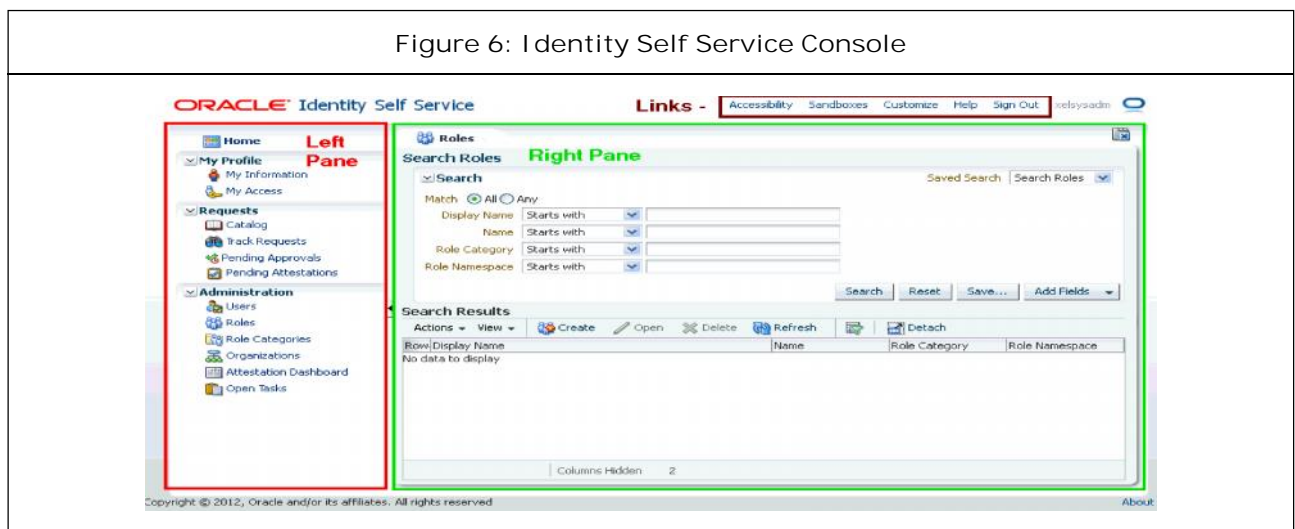 Figure 6: Identity Self Service Console
ORACLE Identity Self Service
Links - Accessibility Sandboxes Customize Help Sign Out xelsysadm
Left Pane
Home
My Profile
My Information
My Access
Requests
Catalog
Track Requests
Pending Approvals
Pending Attestations
Administration
Users
Roles
Role Categories
Organizations
Attestation Dashboard
Open Tasks
Roles
Search Roles Right Pane
Search Saved Search Search Roles
Match All Any
Display Name Starts with
Name Starts with
Role Category Starts with
Role Namespace Starts with
Search Reset Save... Add Fields
Search Results
Actions View Create Open Delete Refresh Detach
Row Display Name Name Role Category Role Namespace
No data to display
Columns Hidden 2
Copyright © 2012, Oracle and/or its affiliates. All rights reserved About